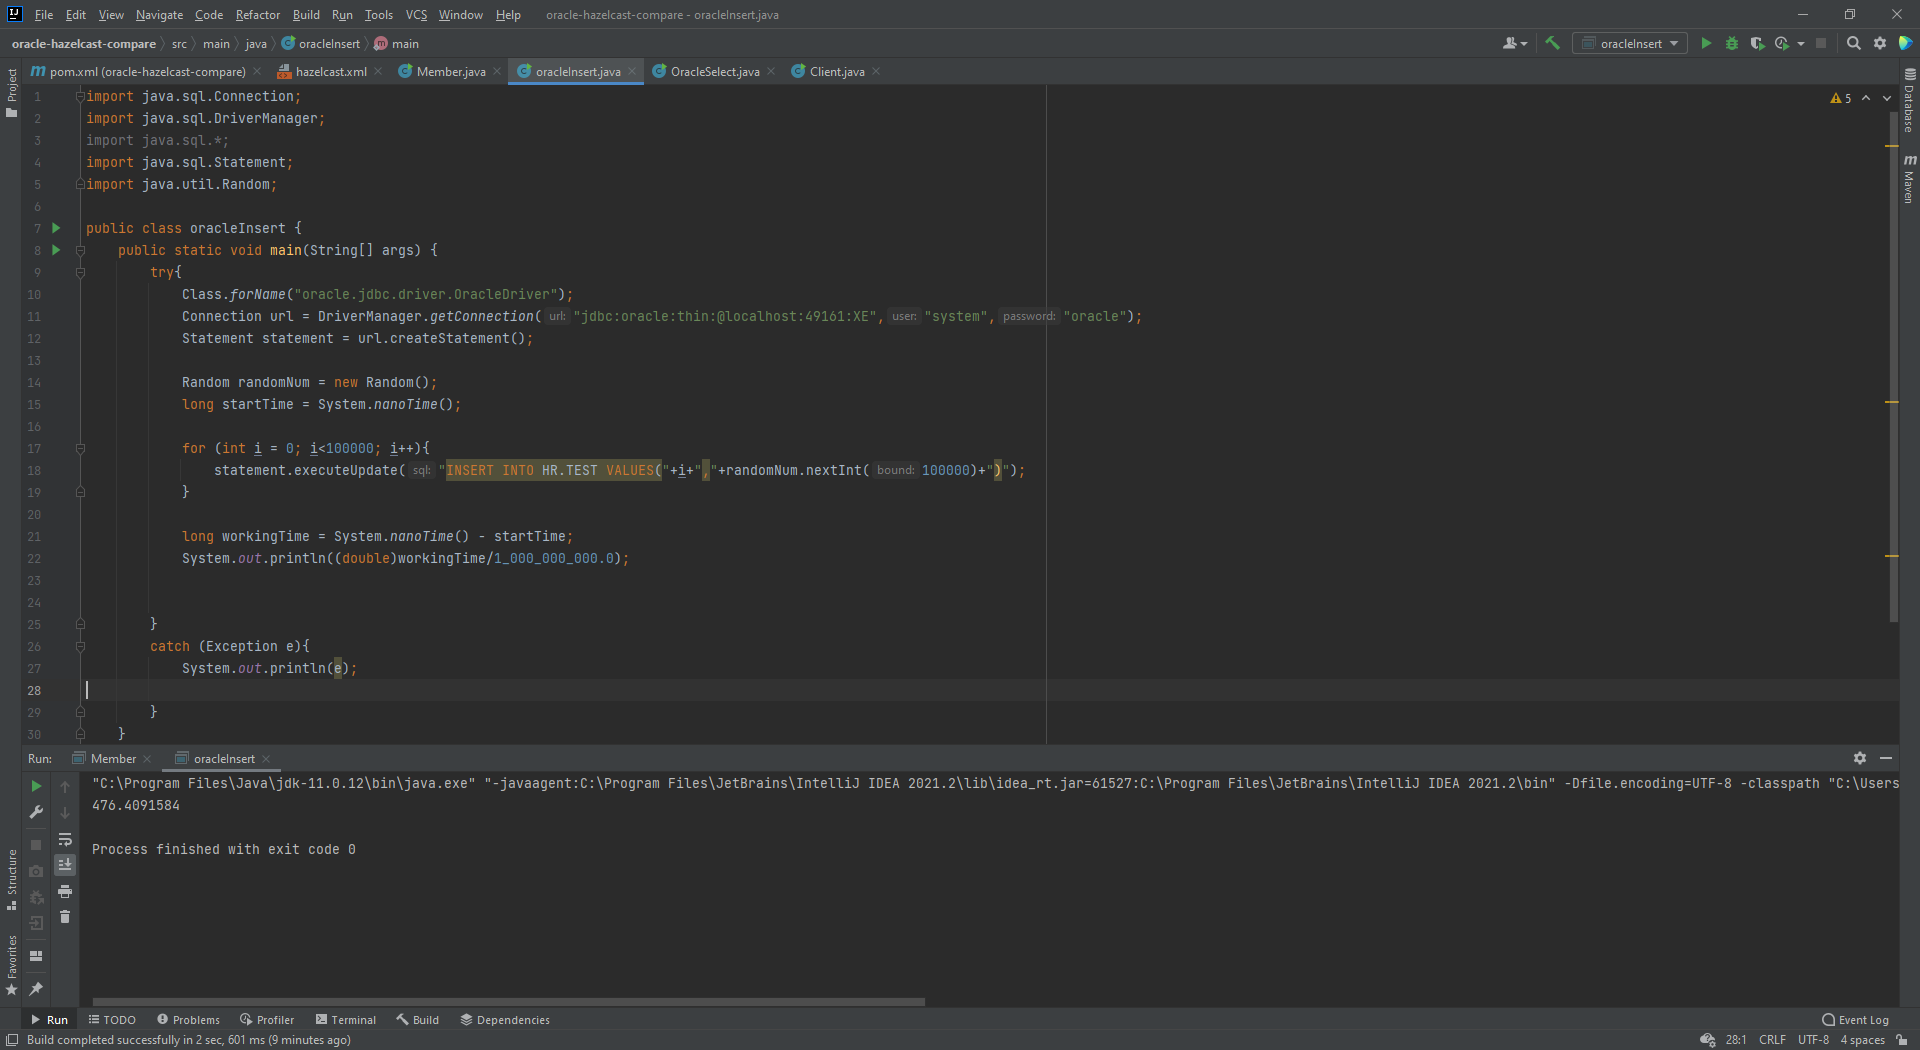 File Edit View Navigate Code Refactor Build Run Tools VCS Window Help oracle-hazelcast-compare - oracleInsert.java
oracle-hazelcast-compare src main java oracleInsert main oracleInsert
pom.xml (oracle-hazelcast-compare) hazelcast.xml Member.java oracleInsert.java OracleSelect.java Client.java
Project
Database
Maven
5
1 import java.sql.Connection;
2 import java.sql.DriverManager;
3 import java.sql.*;
4 import java.sql.Statement;
5 import java.util.Random;
6
7 public class oracleInsert {
8 public static void main(String[] args) {
9 try{
10 Class.forName("oracle.jdbc.driver.OracleDriver");
11 Connection url = DriverManager.getConnection( url: "jdbc:oracle:thin:@localhost:49161:XE", user: "system", password: "oracle");
12 Statement statement = url.createStatement();
13
14 Random randomNum = new Random();
15 long startTime = System.nanoTime();
16
17 for (int i = 0; i<100000; i++){
18 statement.executeUpdate( sql: "INSERT INTO HR.TEST VALUES("+i+","+randomNum.nextInt( bound: 100000)+")");
19 }
20
21 long workingTime = System.nanoTime() - startTime;
22 System.out.println((double)workingTime/1_000_000_000.0);
23
24
25 }
26 catch (Exception e){
27 System.out.println(e);
28
29 }
30 }
Run: Member oracleInsert
"C:\Program Files\Java\jdk-11.0.12\bin\java.exe" "-javaagent:C:\Program Files\JetBrains\IntelliJ IDEA 2021.2\lib\idea_rt.jar=61527:C:\Program Files\JetBrains\IntelliJ IDEA 2021.2\bin" -Dfile.encoding=UTF-8 -classpath "C:\Users
476.4091584
Process finished with exit code 0
Structure
Favorites
Run TODO Problems Profiler Terminal Build Dependencies Event Log
Build completed successfully in 2 sec, 601 ms (9 minutes ago) 28:1 CRLF UTF-8 4 spaces